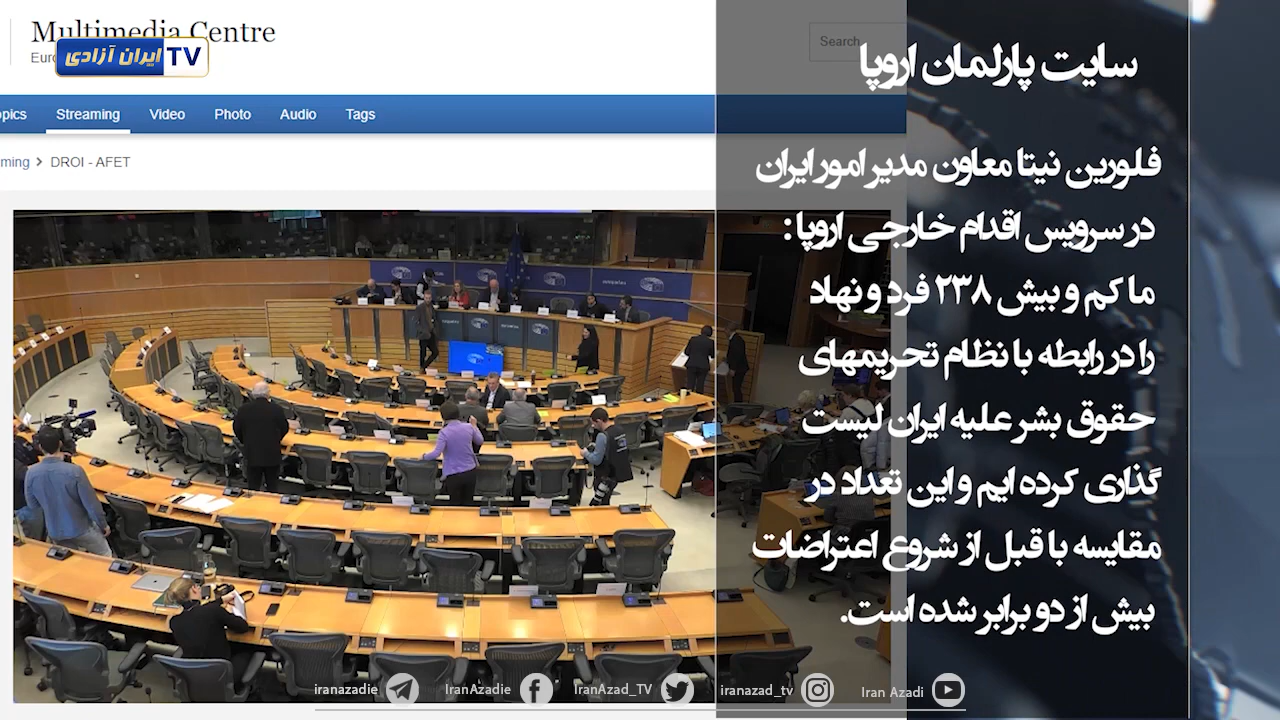 Multimedia Centre
ایران آزادی TV
Search
Streaming
Video
Photo
Audio
Tags
DROI - AFET
سایت پارلمان اروپا
فلورین نیتا معاون مدیر امور ایران
در سرویس اقدام خارجی اروپا :
ما کم و بیش ۲۳۸ فرد و نهاد
را در رابطه با نظام تحریمهای
حقوق بشر علیه ایران لیست
گذاری کرده ایم و این تعداد در
مقایسه با قبل از شروع اعتراضات
بیش از دو برابر شده است.
iranazadie
IranAzadie
IranAzad_TV
iranazad_tv
Iran Azadi